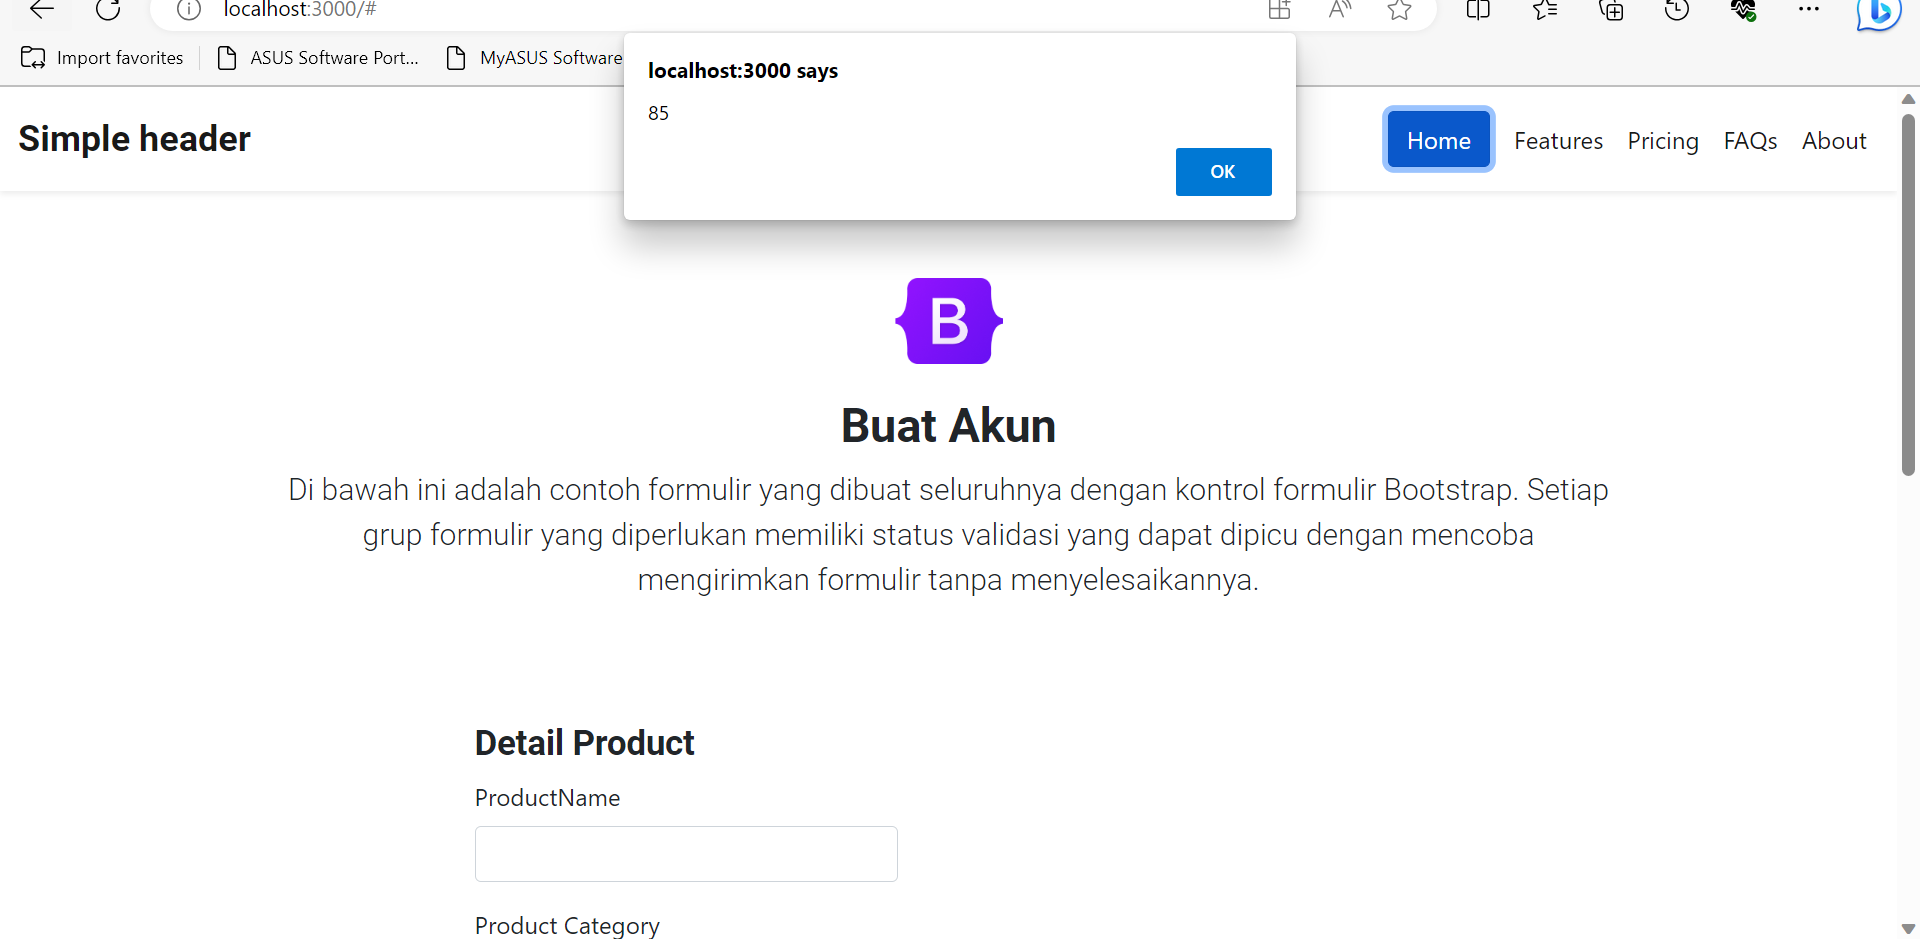 localhost:3000/#
Import favorites
ASUS Software Port...
MyASUS Software
localhost:3000 says
85
OK
Simple header
Home
Features
Pricing
FAQs
About
B
Buat Akun
Di bawah ini adalah contoh formulir yang dibuat seluruhnya dengan kontrol formulir Bootstrap. Setiap
grup formulir yang diperlukan memiliki status validasi yang dapat dipicu dengan mencoba
mengirimkan formulir tanpa menyelesaikannya.
Detail Product
ProductName
Product Category